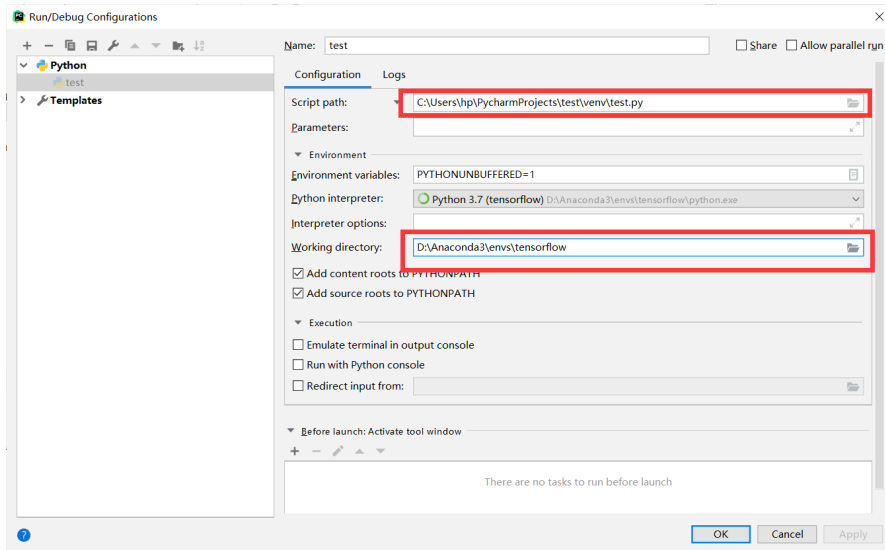 Run/Debug Configurations
Name: test Share Allow parallel run
Python
test
Templates
Configuration Logs
Script path: C:\Users\hp\PycharmProjects\test\venv\test.py
Parameters:
Environment
Environment variables: PYTHONUNBUFFERED=1
Python interpreter: Python 3.7 (tensorflow) D:\Anaconda3\envs\tensorflow\python.exe
Interpreter options:
Working directory: D:\Anaconda3\envs\tensorflow
Add content roots to PYTHONPATH
Add source roots to PYTHONPATH
Execution
Emulate terminal in output console
Run with Python console
Redirect input from:
Before launch: Activate tool window
There are no tasks to run before launch
OK Cancel Apply